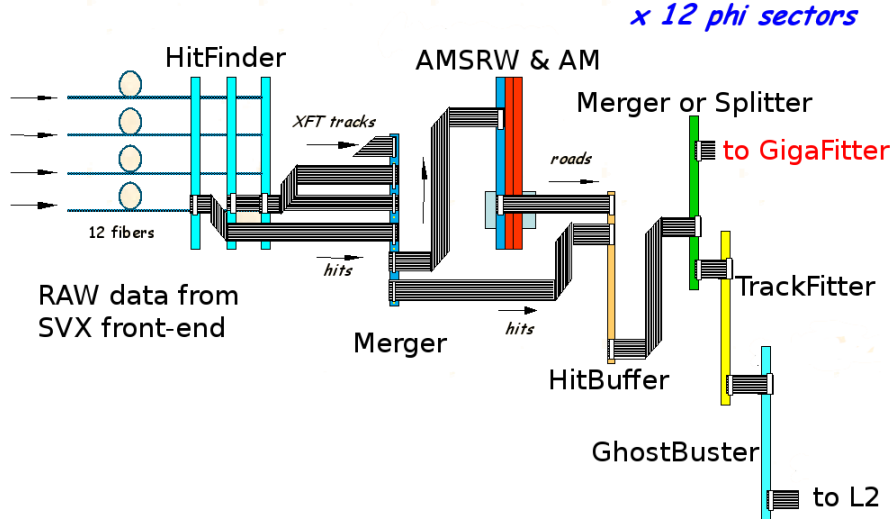 x 12 phi sectors
HitFinder
AMSRW & AM
Merger or Splitter
XFT tracks
to GigaFitter
roads
12 fibers
hits
TrackFitter
RAW data from
SVX front-end
hits
Merger
HitBuffer
GhostBuster
to L2